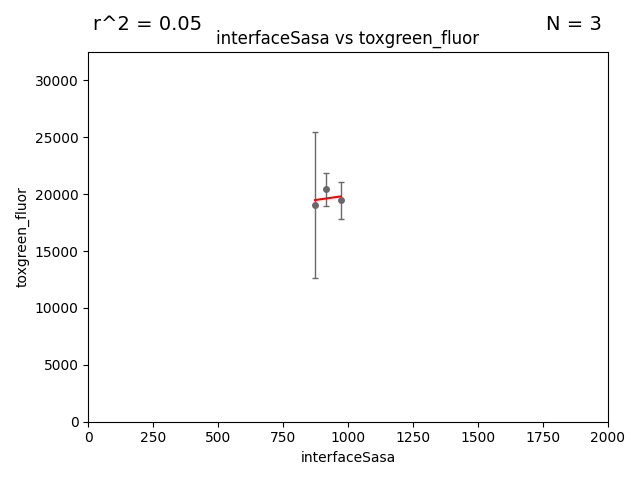 r^2 = 0.05
N = 3
interfaceSasa vs toxgreen_fluor
30000
25000
20000
15000
10000
5000
0
toxgreen_fluor
0 250 500 750 1000 1250 1500 1750 2000
interfaceSasa